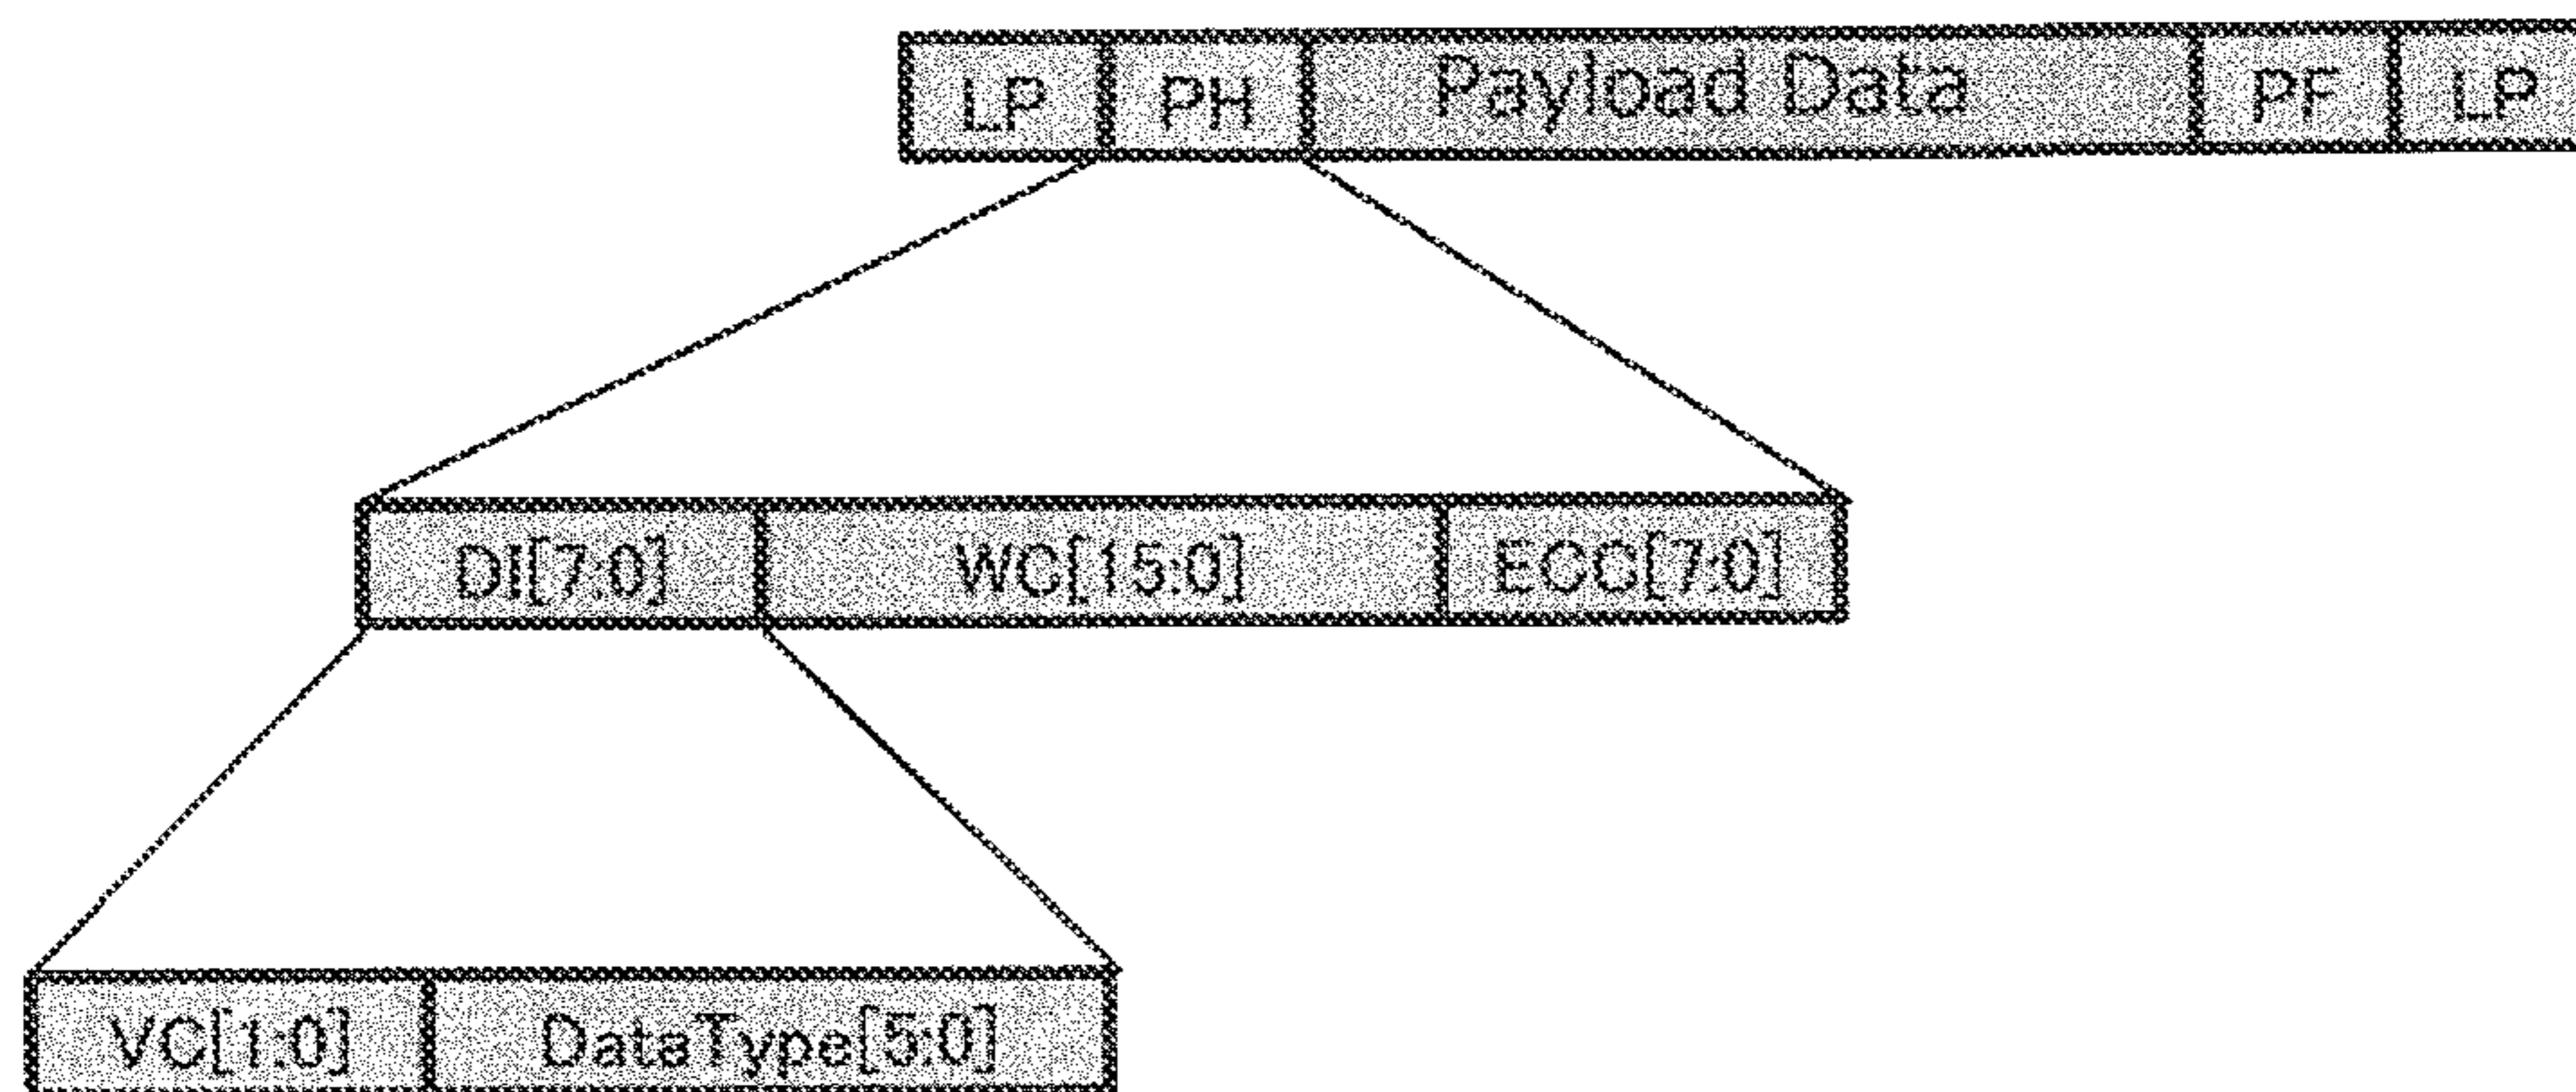 LP PH Payload Data PF LP
DI[7:0] WC[15:0] ECC[7:0]
VC[1:0] DataType[5:0]